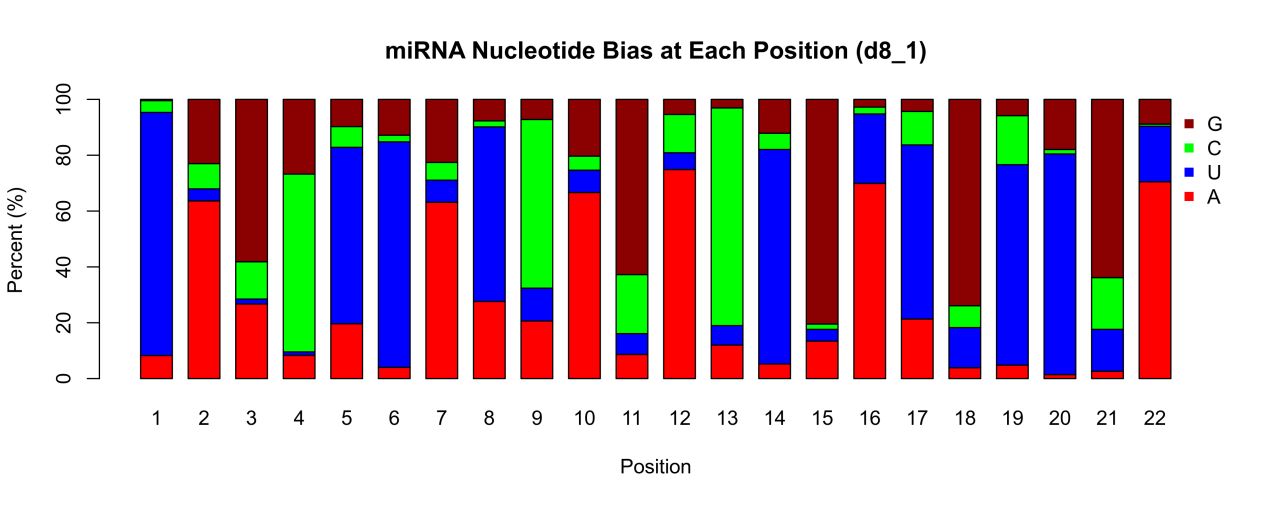 miRNA Nucleotide Bias at Each Position (d8_1)
Percent (%)
100
80
60
40
20
0
G
C
U
A
1 2 3 4 5 6 7 8 9 10 11 12 13 14 15 16 17 18 19 20 21 22
Position